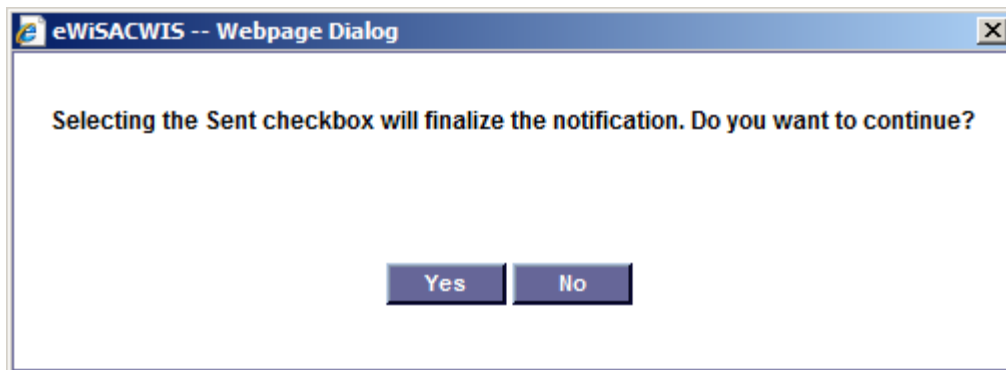 eWiSACWIS -- Webpage Dialog
Selecting the Sent checkbox will finalize the notification. Do you want to continue?
Yes No